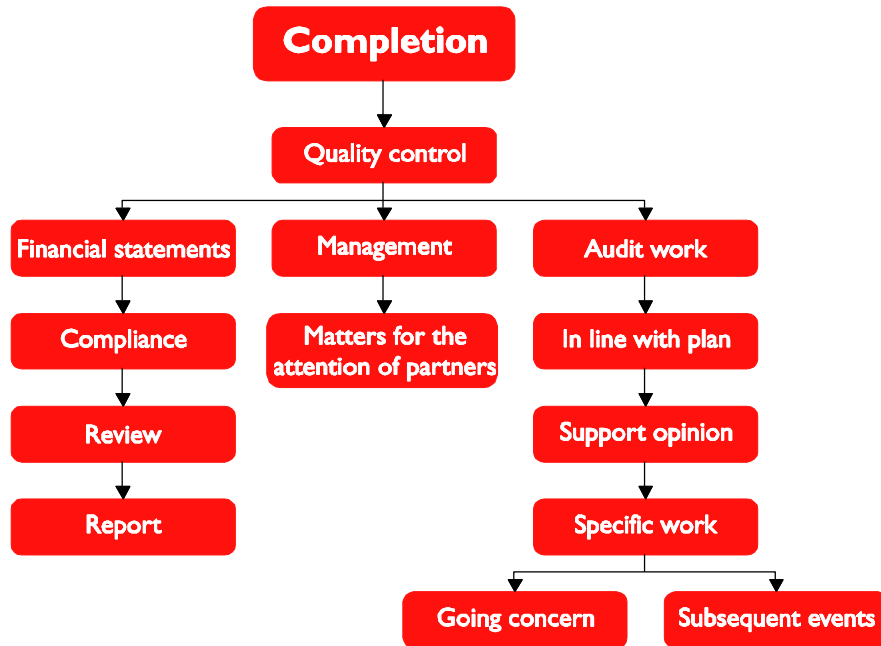 Completion
Quality control
Financial statements
Management
Audit work
Compliance
Matters for the
attention of partners
In line with plan
Review
Support opinion
Report
Specific work
Going concern
Subsequent events